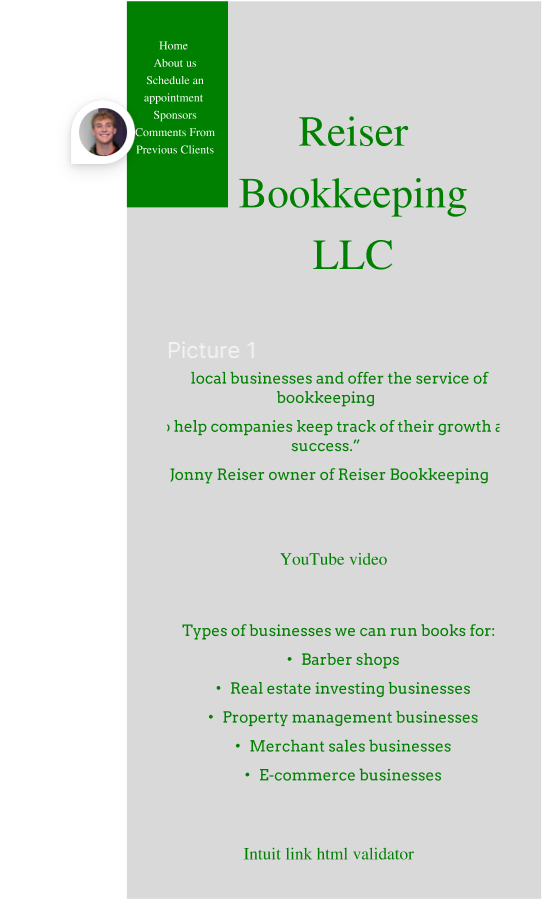 Home
About us
Schedule an
appointment
Sponsors
Comments From
Previous Clients
Reiser
Bookkeeping
LLC
Picture 1
local businesses and offer the service of
bookkeeping
help companies keep track of their growth
success.”
Jonny Reiser owner of Reiser Bookkeeping
YouTube video
Types of businesses we can run books for:
• Barber shops
• Real estate investing businesses
• Property management businesses
• Merchant sales businesses
• E-commerce businesses
Intuit link html validator